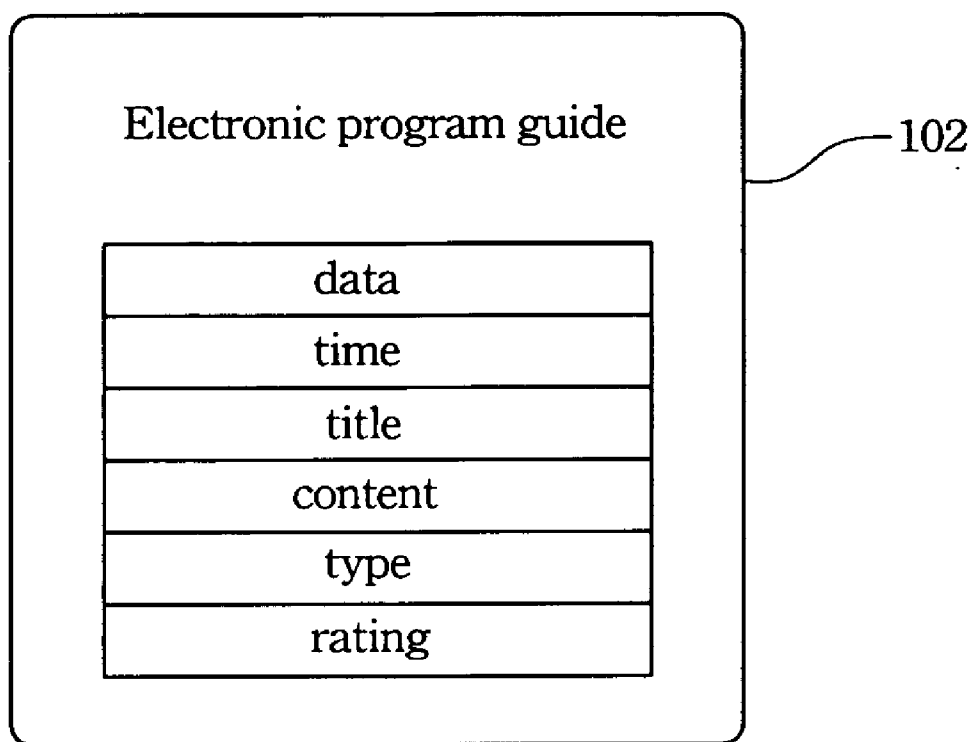 Electronic program guide
102
data
time
title
content
type
rating